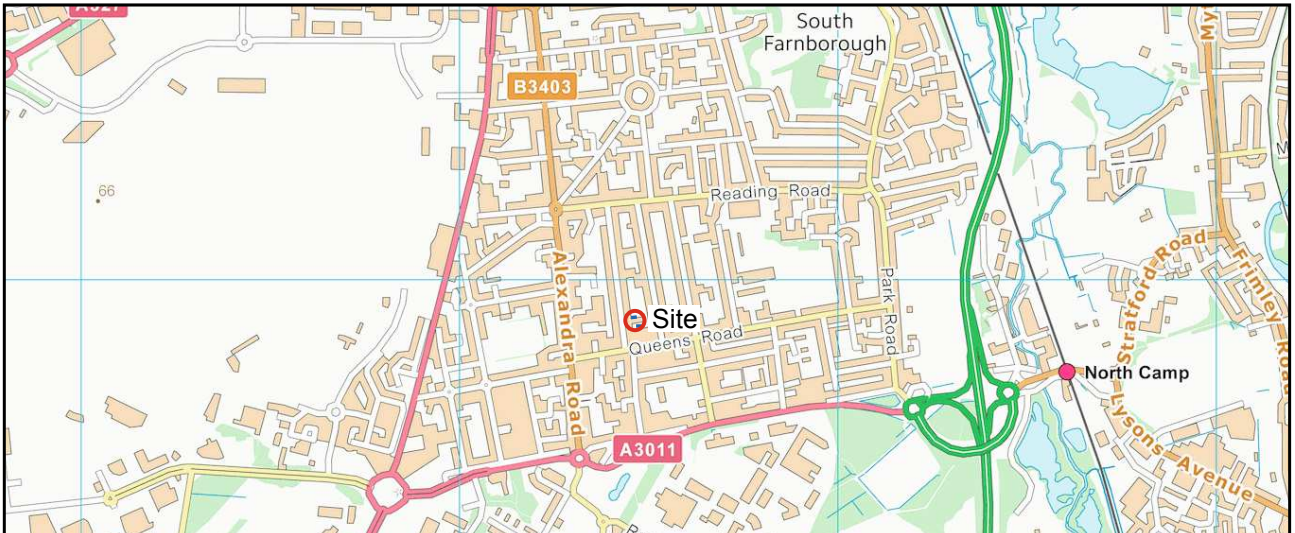 A327
South
Farnborough
B3403
66
Reading Road
Alexandra Road
Park Road
Stratford Road
Frimley Road
Site
Queens Road
North Camp
Lysons Avenue
A3011